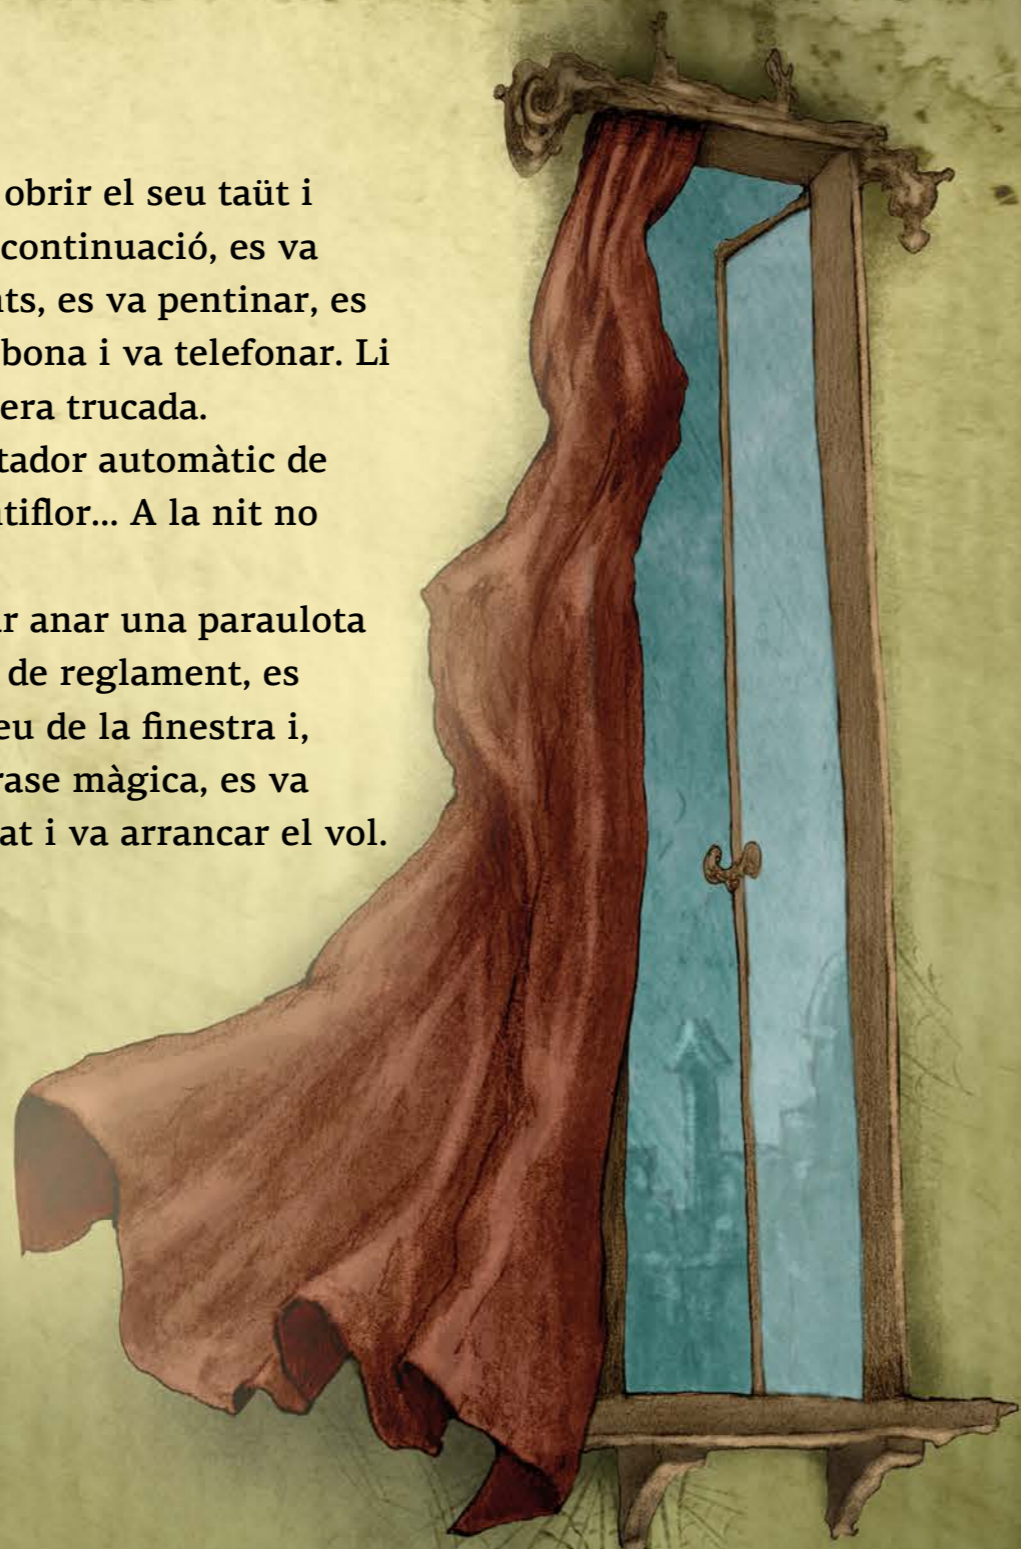 obrir el seu taüt i
continuació, es va
nts, es va pentinar, es
bona i va telefonar. Li
era trucada.
tador automàtic de
tiflor... A la nit no
r anar una paraulota
de reglament, es
eu de la finestra i,
rase màgica, es va
at i va arrancar el vol.